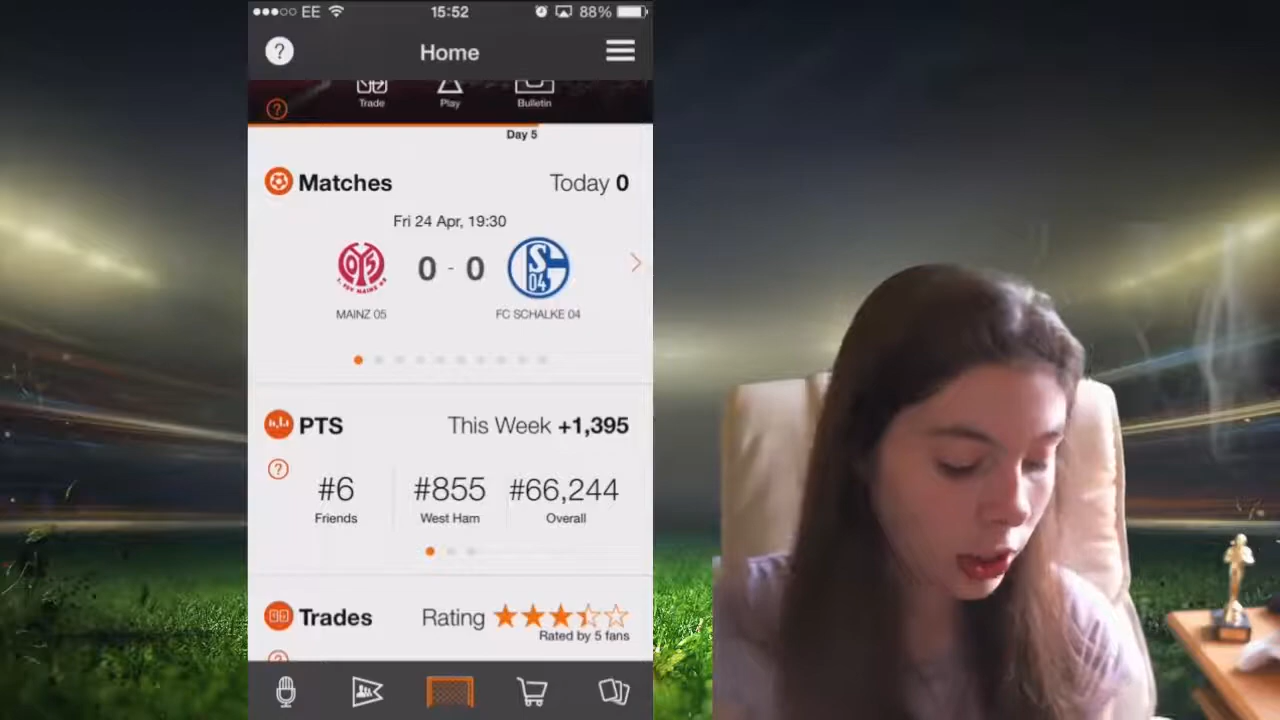 EE 15:52 88%
? Home
Trade Play Bulletin
?
Day 5
Matches Today 0
Fri 24 Apr, 19:30
0 - 0
MAINZ 05 FC SCHALKE 04
PTS This Week +1,395
?
#6 #855 #66,244
Friends West Ham Overall
Trades Rating
Rated by 5 fans